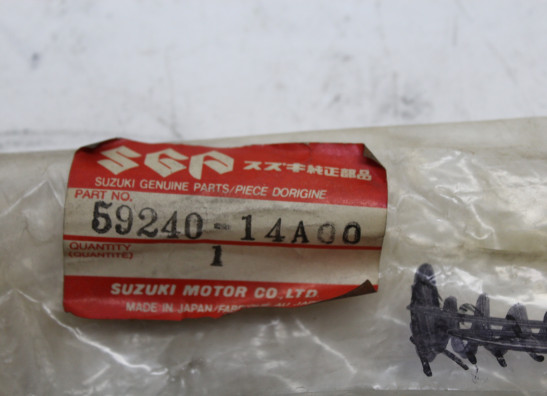 SGP スズキ純正部品
SUZUKI GENUINE PARTS/PIECE DORIGINE
PART NO.
59240-14A00
QUANTITY
(QUANTITÉ)
1
SUZUKI MOTOR CO.,LTD.
MADE IN JAPAN/